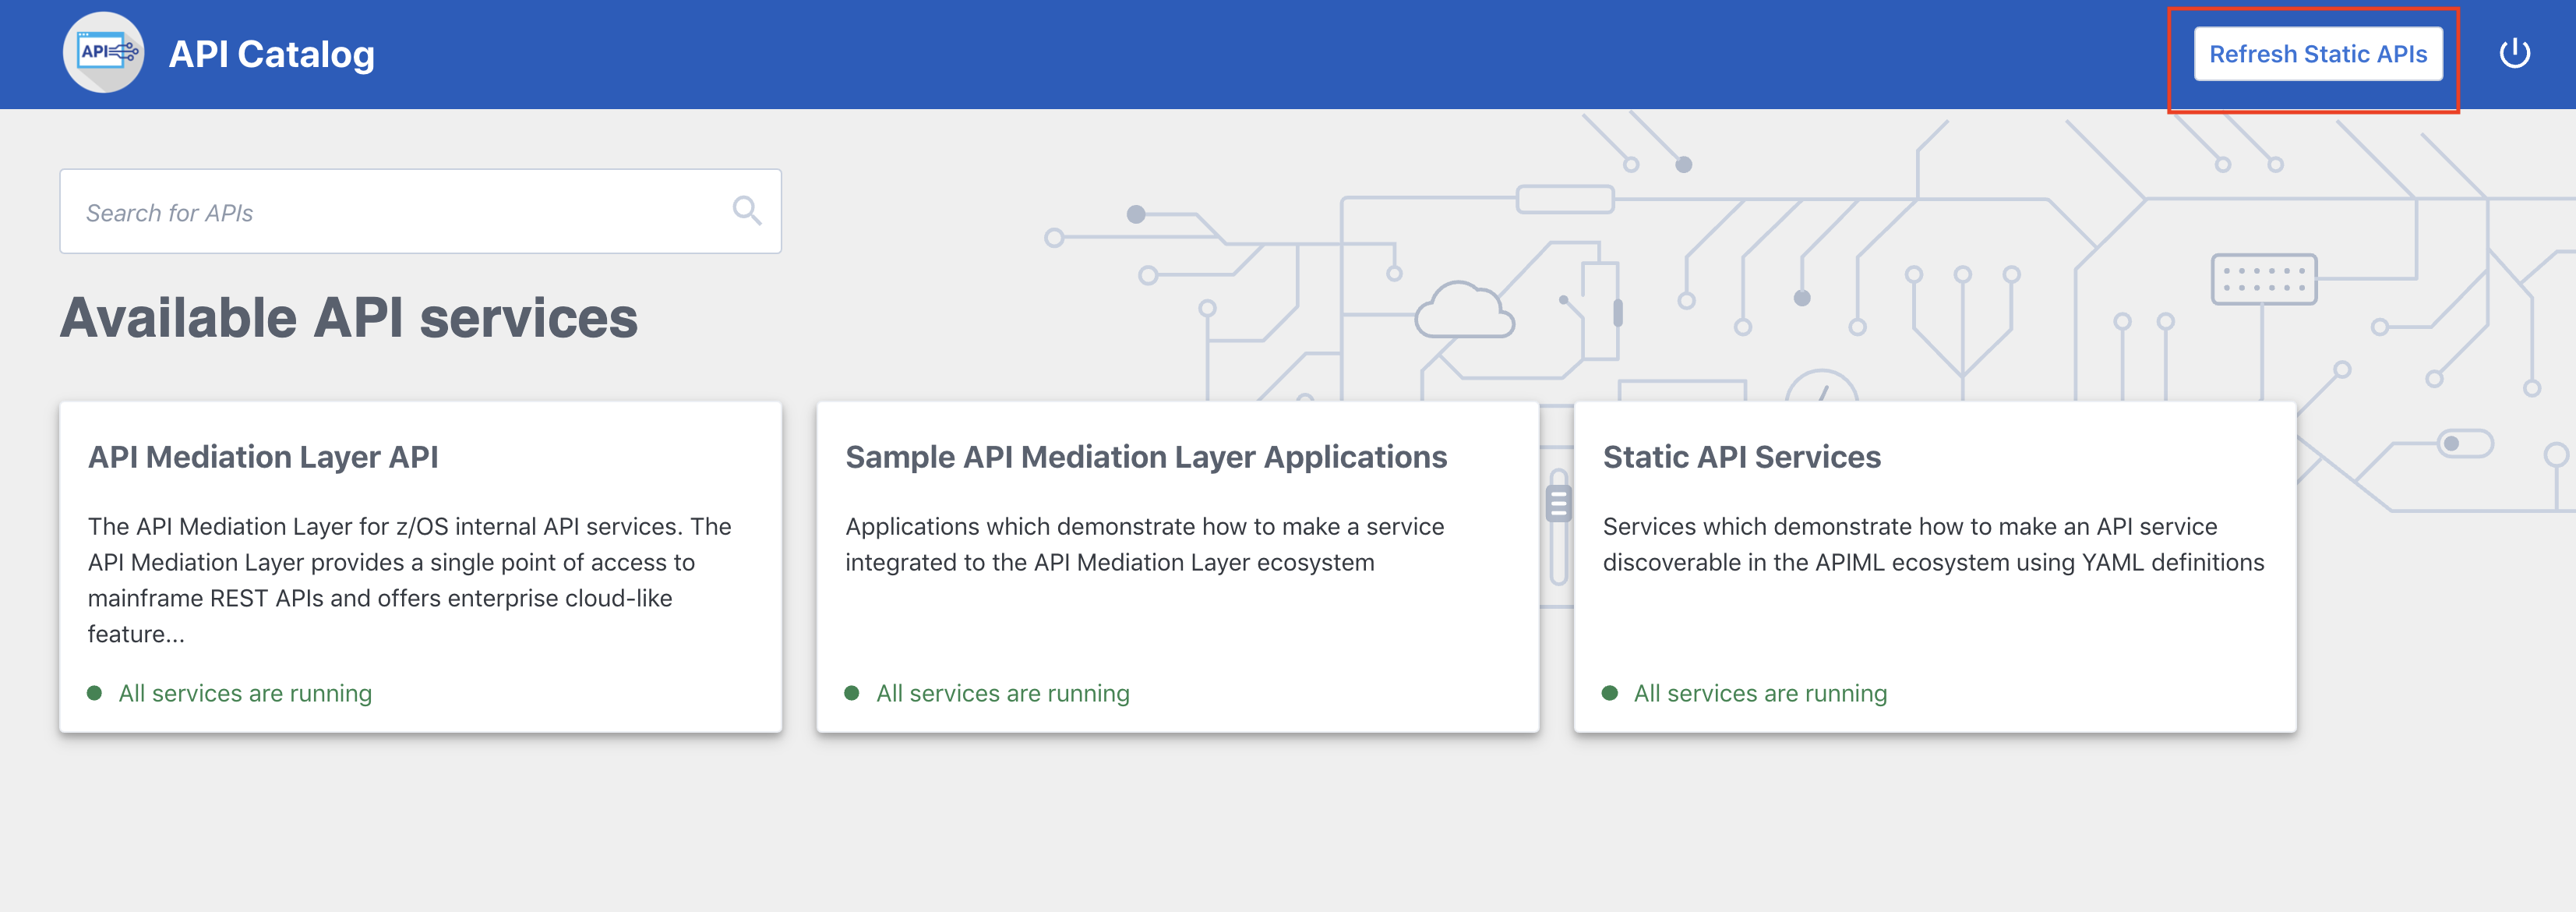 API
API Catalog
Refresh Static APIs
Search for APIs
Available API services
API Mediation Layer API
The API Mediation Layer for z/OS internal API services. The
API Mediation Layer provides a single point of access to
mainframe REST APIs and offers enterprise cloud-like
feature...
All services are running
Sample API Mediation Layer Applications
Applications which demonstrate how to make a service
integrated to the API Mediation Layer ecosystem
All services are running
Static API Services
Services which demonstrate how to make an API service
discoverable in the APIML ecosystem using YAML definitions
All services are running